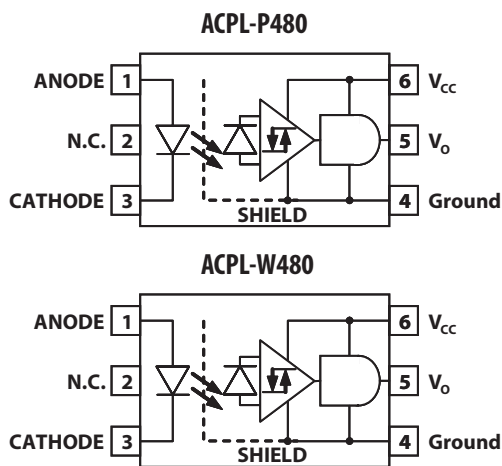 ACPL-P480
ANODE 1
6 VCC
N.C. 2
5 VO
CATHODE 3
4 Ground
SHIELD
ACPL-W480
ANODE 1
6 VCC
N.C. 2
5 VO
CATHODE 3
4 Ground
SHIELD